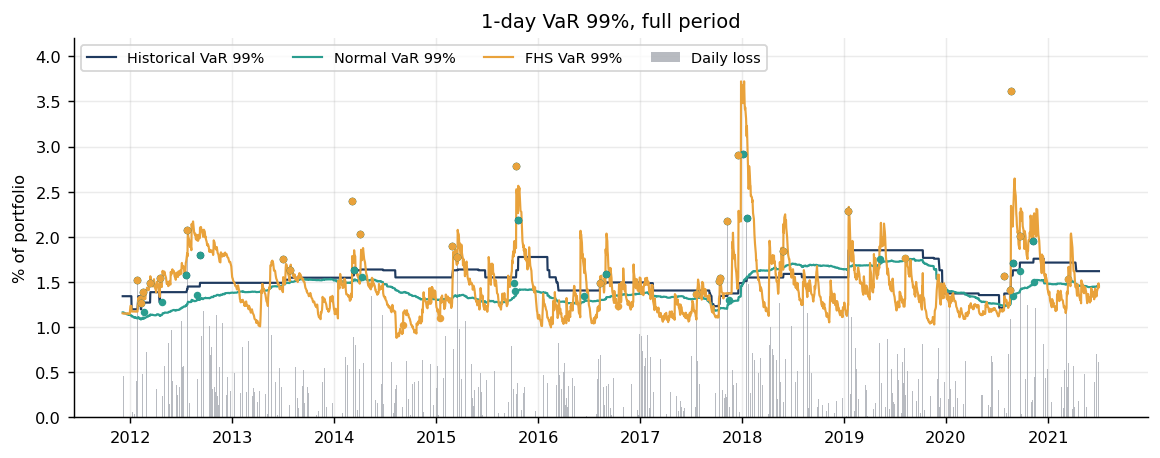 1-day VaR 99%, full period
Historical VaR 99% Normal VaR 99% FHS VaR 99% Daily loss
% of portfolio
4.0
3.5
3.0
2.5
2.0
1.5
1.0
0.5
0.0
2012 2013 2014 2015 2016 2017 2018 2019 2020 2021